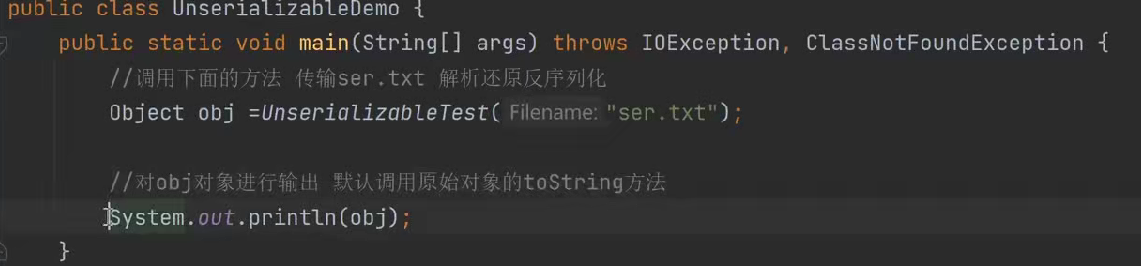 public class UnserializableDemo {
public static void main(String[] args) throws IOException, ClassNotFoundException {
//调用下面的方法 传输ser.txt 解析还原反序列化
Object obj =UnserializableTest( Filename: "ser.txt");
//对obj对象进行输出 默认调用原始对象的toString方法
System.out.println(obj);
}